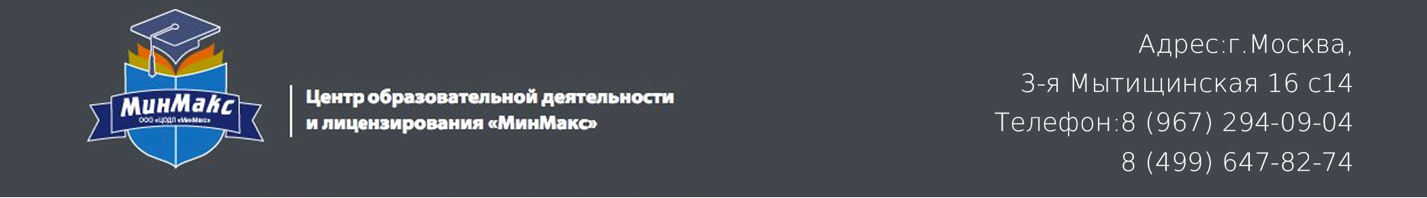 МинМакс
ООО «ЦОДЛ «МинМакс»
Центр образовательной деятельности
и лицензирования «МинМакс»
Адрес:г.Москва,
3-я Мытищинская 16 с14
Телефон:8 (967) 294-09-04
8 (499) 647-82-74